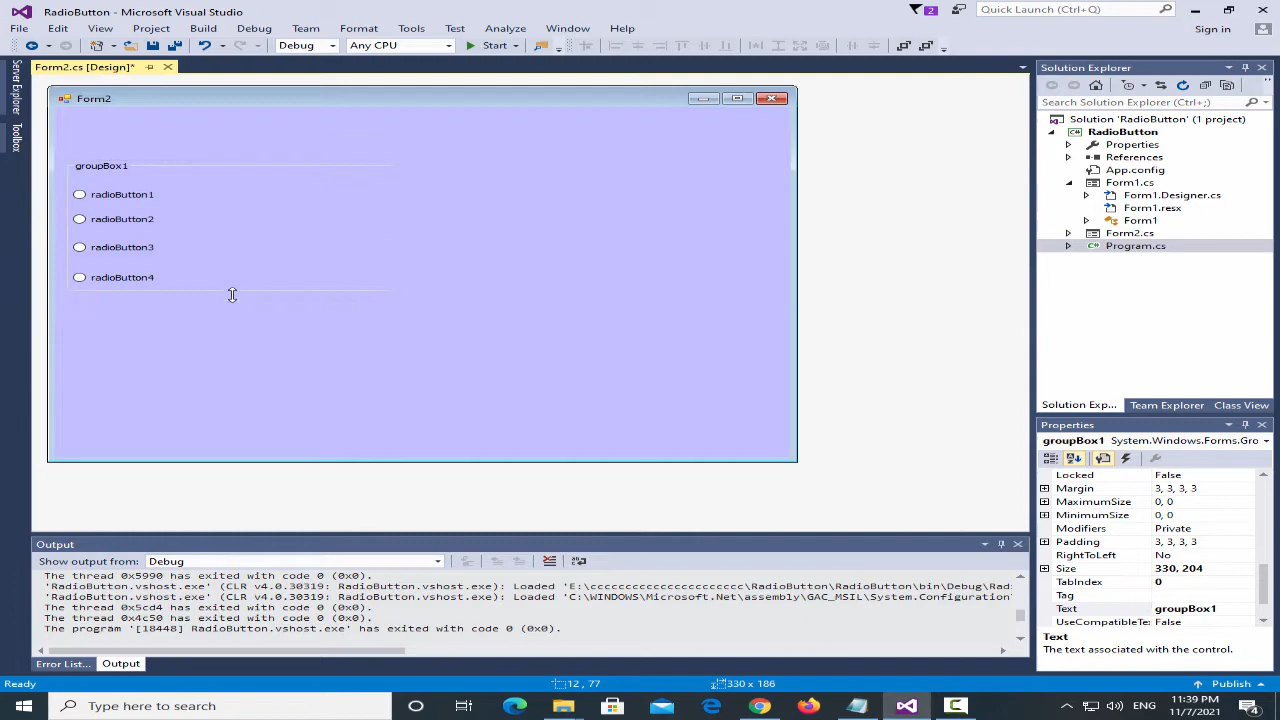 RadioButton - Microsoft Visual Studio
2
Quick Launch (Ctrl+Q)
File Edit View Project Build Debug Team Format Tools Test Analyze Window Help
Sign in
Debug Any CPU Start
Server Explorer
Toolbox
Form2.cs [Design]*
Form2
groupBox1
radioButton1
radioButton2
radioButton3
radioButton4
Solution Explorer
Search Solution Explorer (Ctrl+;)
Solution 'RadioButton' (1 project)
RadioButton
Properties
References
App.config
Form1.cs
Form1.Designer.cs
Form1.resx
Form1
Form2.cs
Program.cs
Solution Exp... Team Explorer Class View
Properties
groupBox1 System.Windows.Forms.Gro
Locked False
Margin 3, 3, 3, 3
MaximumSize 0, 0
MinimumSize 0, 0
Modifiers Private
Padding 3, 3, 3, 3
RightToLeft No
Size 330, 204
TabIndex 0
Tag
Text groupBox1
UseCompatibleTe: False
Text
The text associated with the control.
Output
Show output from: Debug
The thread 0x5990 has exited with code 0 (0x0).
'RadioButton.vshost.exe' (CLR v4.0.30319: RadioButton.vshost.exe): Loaded
'RadioButton.vshost.exe' (CLR v4.0.30319: RadioButton.vshost.exe): Loaded 'C:\WINDOWS\Microsoft.Net\assembly\GAC_MSIL\System.Configuration
The thread 0x5cd4 has exited with code 0 (0x0).
The thread 0x4c50 has exited with code 0 (0x0).
The program '[18448] RadioButton.vshost.exe' has exited with code 0 (0x0).
Error List... Output
Ready 12 , 77 330 x 186 Publish
Type here to search
ENG
11:39 PM
11/7/2021
4